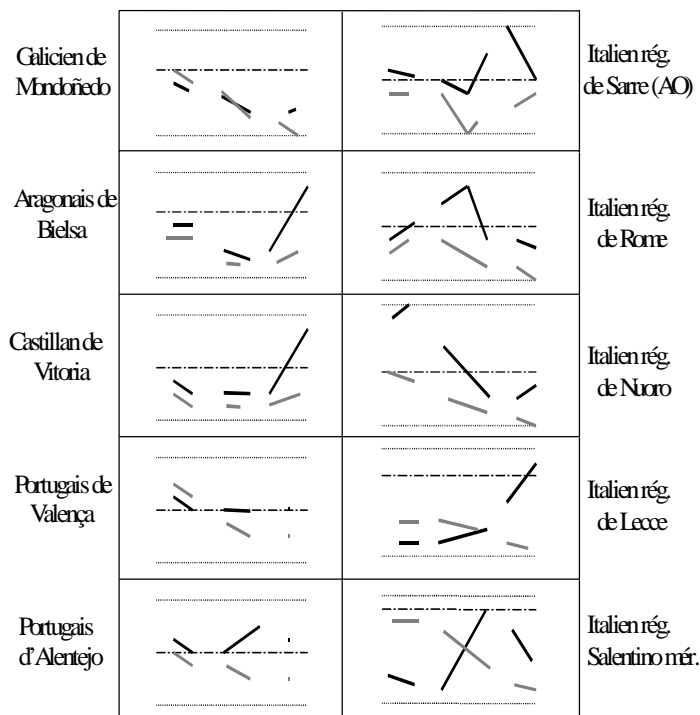 Galicien de
Mondoñedo
Italien rég.
de Sarre (AO)
Aragonais de
Bielsa
Italien rég.
de Rome
Castillan de
Vitoria
Italien rég.
de Nuoro
Portugais de
Valença
Italien rég.
de Lecce
Portugais
d'Alentejo
Italien rég.
Salentino mér.